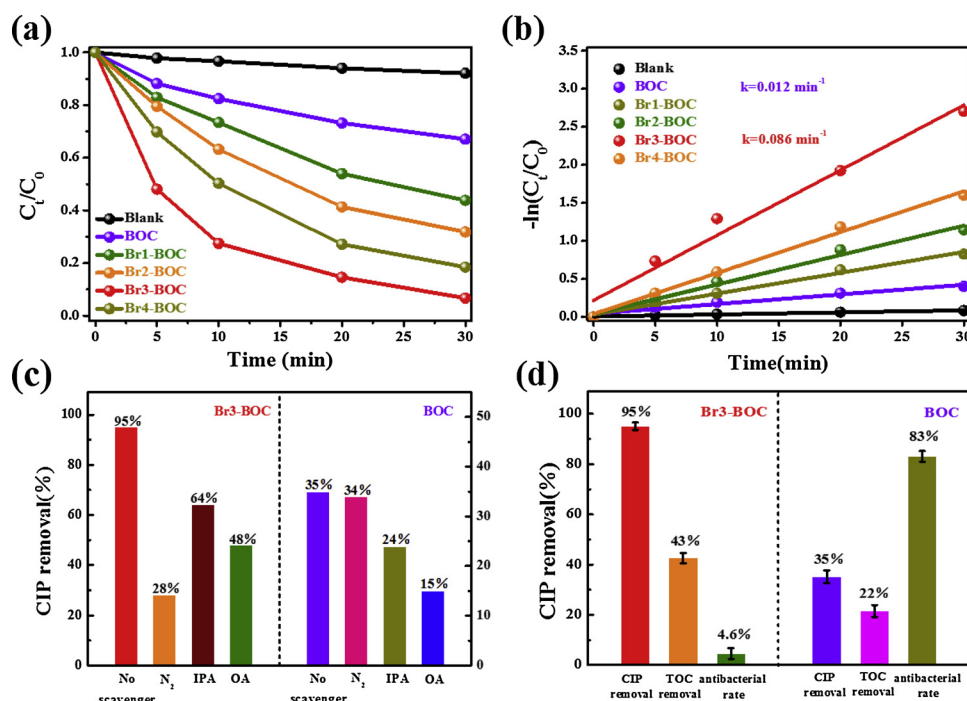 (a)
1.0
0.8
0.6
0.4
0.2
0.0
Ct/C0
Blank
BOC
Br1-BOC
Br2-BOC
Br3-BOC
Br4-BOC
0 5 10 15 20 25 30
Time (min)
(b)
3.5
3.0
2.5
2.0
1.5
1.0
0.5
0.0
-ln(Ct/C0)
Blank
BOC k=0.012 min⁻¹
Br1-BOC
Br2-BOC
Br3-BOC k=0.086 min⁻¹
Br4-BOC
0 5 10 15 20 25 30
Time(min)
(c)
100
80
60
40
20
0
CIP removal(%)
Br3-BOC BOC
95%
28%
64%
48%
35%
34%
24%
15%
50
40
30
20
10
0
No scavenger N₂ IPA OA No scavenger N₂ IPA OA
(d)
100
80
60
40
20
0
CIP removal(%)
Br3-BOC BOC
95%
43%
4.6%
35%
22%
83%
CIP TOC antibacterial CIP TOC antibacterial
removal removal rate removal removal rate